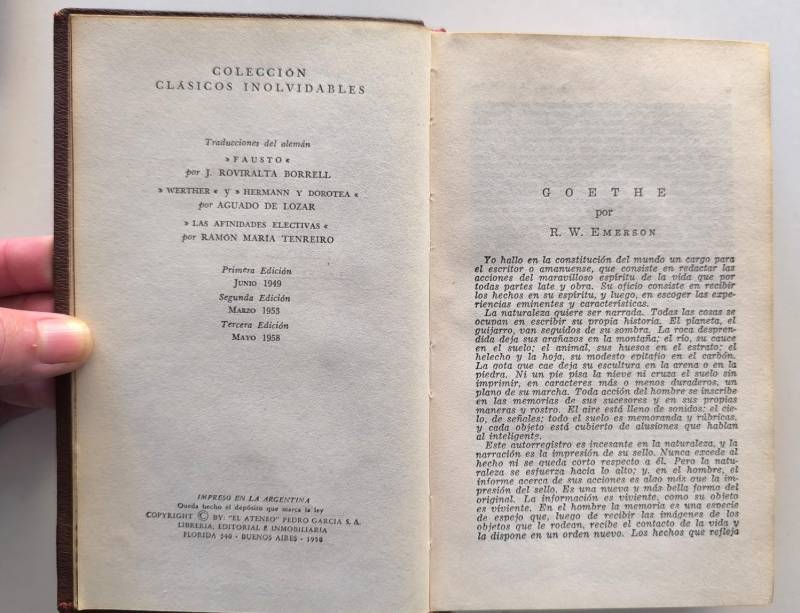 COLECCIÓN
CLÁSICOS INOLVIDABLES
Traducciones del alemán
» FAUSTO «
por J. ROVIRALTA BORRELL
» WERTHER « y » HERMANN Y DOROTEA «
por AGUADO DE LOZAR
» LAS AFINIDADES ELECTIVAS «
por RAMÓN MARIA TENREIRO
Primera Edición
JUNIO 1949
Segunda Edición
MARZO 1953
Tercera Edición
MAYO 1958
IMPRESO EN LA ARGENTINA
Queda hecho el depósito que marca la ley
COPYRIGHT © BY: "EL ATENEO" PEDRO GARCIA S. A.
LIBRERIA, EDITORIAL E INMOBILIARIA
FLORIDA 340 - BUENOS AIRES - 1958
GOETHE
por
R. W. EMERSON
Yo hallo en la constitución del mundo un cargo para
el escritor o amanuense, que consiste en redactar las
acciones del maravilloso espíritu de la vida que por
todas partes late y obra. Su oficio consiste en recibir
los hechos en su espíritu, y luego, en escoger las expe-
riencias eminentes y características.
La naturaleza quiere ser narrada. Todas las cosas se
ocupan en escribir su propia historia. El planeta, el
guijarro, van seguidos de su sombra. La roca despren-
dida deja sus arañazos en la montaña; el río, su cauce
en el suelo; el animal, sus huesos en el estrato; el
helecho y la hoja, su modesto epitafio en el carbón.
La gota que cae deja su escultura en la arena o en la
piedra. Ni un pie pisa la nieve ni cruza el suelo sin
imprimir, en caracteres más o menos duraderos, un
plano de su marcha. Toda acción del hombre se inscribe
en las memorias de sus sucesores y en sus propias
maneras y rostro. El aire está lleno de sonidos: el cie-
lo, de señales; todo el suelo es memoranda y rúbricas,
y cada objeto está cubierto de alusiones que hablan
al inteligente.
Este autorregistro es incesante en la naturaleza, y la
narración es la impresión de su sello. Nunca excede al
hecho ni se queda corto respecto a él. Pero la natu-
raleza se esfuerza hacia lo alto; y, en el hombre, el
informe acerca de sus acciones es algo más que la im-
presión del sello. Es una nueva y más bella forma del
original. La información es viviente, como su objeto
es viviente. En el hombre la memoria es una especie
de espejo que, luego de recibir las imágenes de los
objetos que le rodean, recibe el contacto de la vida y
la dispone en un orden nuevo. Los hechos que refleja